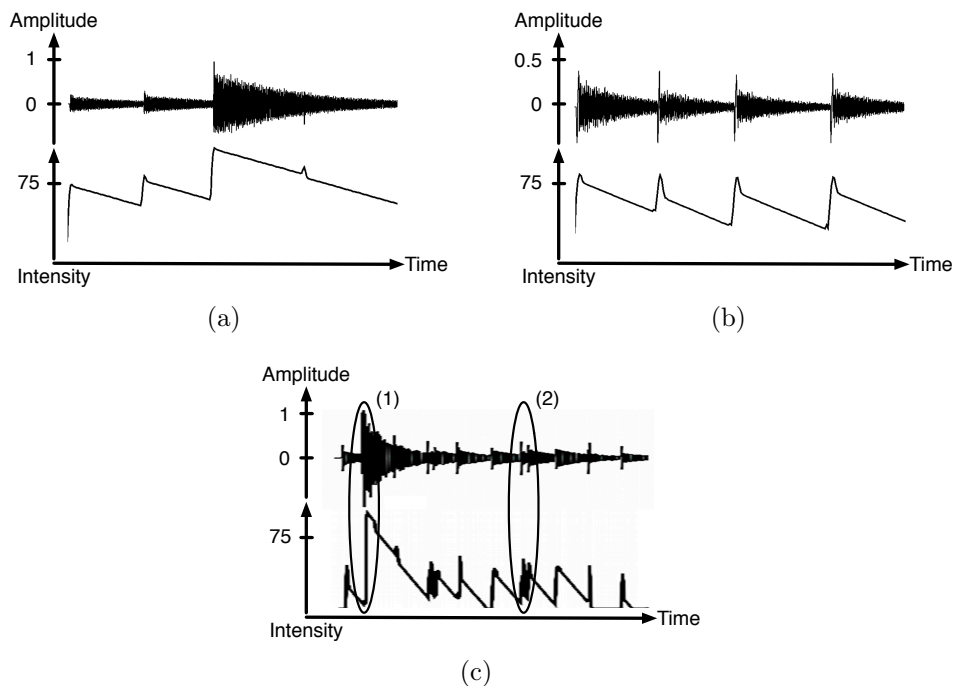 Amplitude
1
0
75
Intensity
Time
(a)
Amplitude
0.5
0
75
Intensity
Time
(b)
Amplitude
(1)
(2)
1
0
75
Time
Intensity
(c)